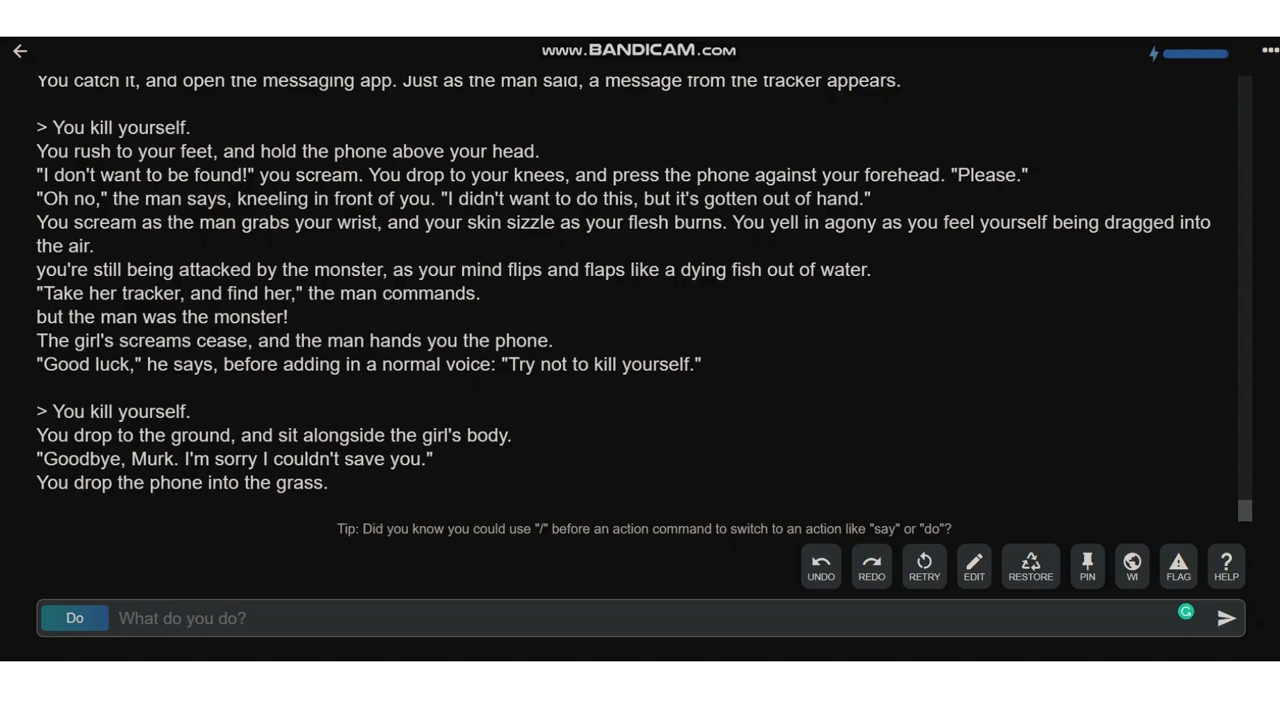 www.BANDICAM.com
You catch it, and open the messaging app. Just as the man said, a message from the tracker appears.
> You kill yourself.
You rush to your feet, and hold the phone above your head.
"I don't want to be found!" you scream. You drop to your knees, and press the phone against your forehead. "Please."
"Oh no," the man says, kneeling in front of you. "I didn't want to do this, but it's gotten out of hand."
You scream as the man grabs your wrist, and your skin sizzle as your flesh burns. You yell in agony as you feel yourself being dragged into
the air.
you're still being attacked by the monster, as your mind flips and flaps like a dying fish out of water.
"Take her tracker, and find her," the man commands.
but the man was the monster!
The girl's screams cease, and the man hands you the phone.
"Good luck," he says, before adding in a normal voice: "Try not to kill yourself."
> You kill yourself.
You drop to the ground, and sit alongside the girl's body.
"Goodbye, Murk. I'm sorry I couldn't save you."
You drop the phone into the grass.
Tip: Did you know you could use "/" before an action command to switch to an action like "say" or "do"?
UNDO REDO RETRY EDIT RESTORE PIN WI FLAG HELP
Do What do you do?